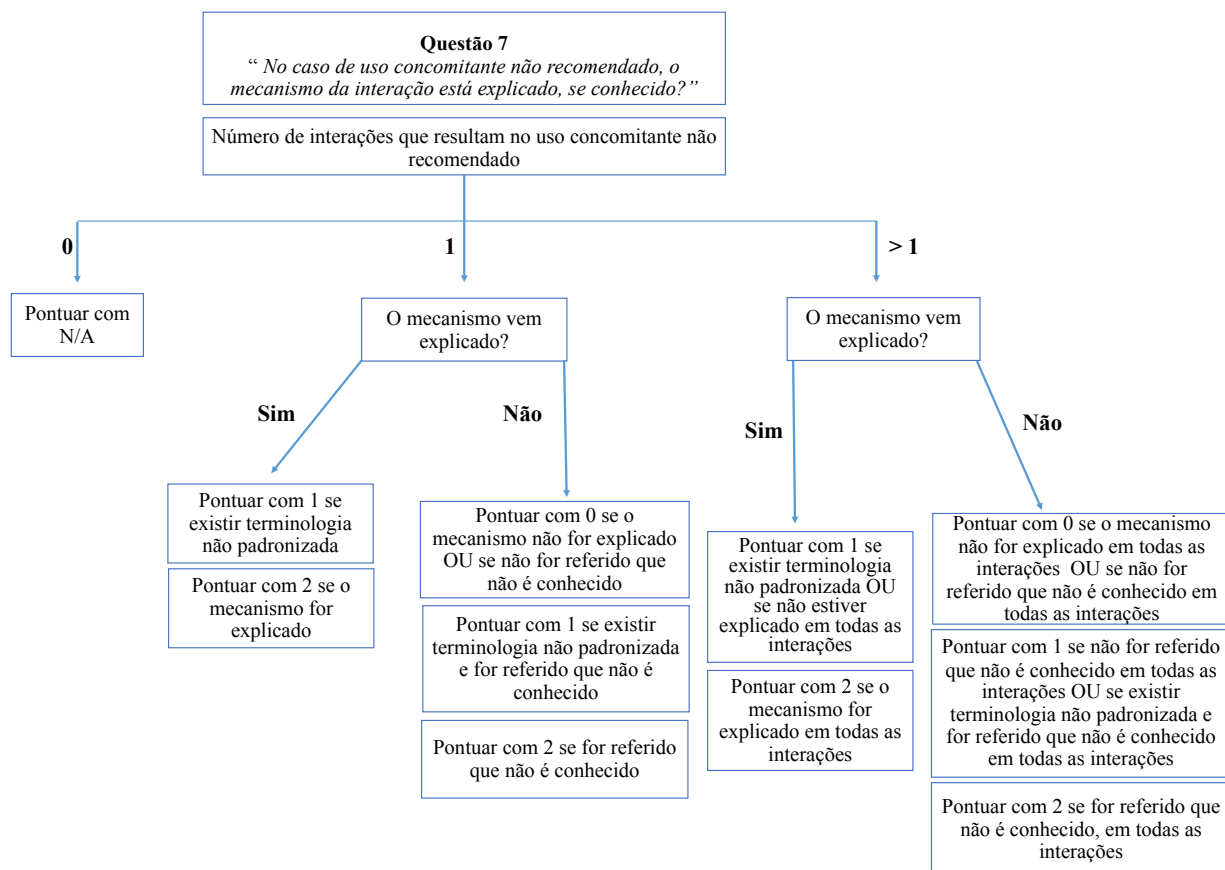 Questão 7
“ No caso de uso concomitante não recomendado, o
mecanismo da interação está explicado, se conhecido?”
Número de interações que resultam no uso concomitante não
recomendado
0
1
> 1
Pontuar com
N/A
O mecanismo vem
explicado?
O mecanismo vem
explicado?
Sim
Não
Sim
Não
Pontuar com 1 se
existir terminologia
não padronizada
Pontuar com 2 se o
mecanismo for
explicado
Pontuar com 0 se o
mecanismo não for explicado
OU se não for referido que
não é conhecido
Pontuar com 1 se existir
terminologia não padronizada
e for referido que não é
conhecido
Pontuar com 2 se for referido
que não é conhecido
Pontuar com 1 se
existir terminologia
não padronizada OU
se não estiver
explicado em todas as
interações
Pontuar com 2 se o
mecanismo for
explicado em todas as
interações
Pontuar com 0 se o mecanismo
não for explicado em todas as
interações OU se não for
referido que não é conhecido em
todas as interações
Pontuar com 1 se não for referido
que não é conhecido em todas as
interações OU se existir
terminologia não padronizada e
for referido que não é conhecido
em todas as interações
Pontuar com 2 se for referido que
não é conhecido, em todas as
interações